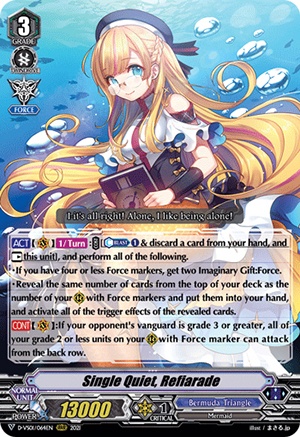 3
GRADE
FORCE
I it's all right! Alone, I like being alone!
ACT 1/Turn BLAST 1 & discard a card from your hand, and
this unit), and perform all of the following.
・If you have four or less Force markers, get two Imaginary Gift:Force.
・Reveal the same number of cards from the top of your deck as the
number of your with Force markers and put them into your hand,
and activate all of the trigger effects of the revealed cards.
CONT :If your opponent's vanguard is grade 3 or greater, all of
your grade 2 or less units on your with Force marker can attack
from the back row.
NORMAL
UNIT
Single Quiet, Refiarade
Bermuda Triangle
POWER 13000
1
CRITICAL
Mermaid
D-VS01/064EN RRR 2021
illust /